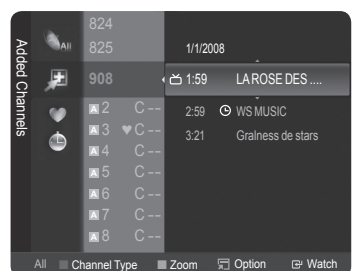 Added Channels
All
824
825
1/1/2008
908
1:59 LA ROSE DES ....
A 2 C --
2:59 WS MUSIC
A 3 ♥ C --
3:21 Gralness de stars
A 4 C --
A 5 C --
A 6 C --
A 7 C --
A 8 C --
All Channel Type Zoom Option Watch